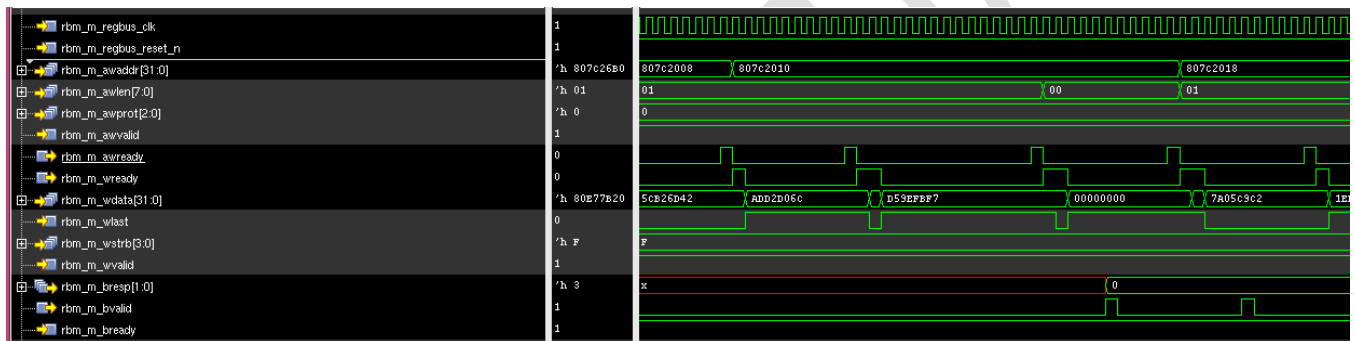 rbm_m_regbus_clk 1
rbm_m_regbus_reset_n 1
rbm_m_awaddr[31:0] 'h 807c26B0 807c2008 807c2010 807c2018
rbm_m_awlen[7:0] 'h 01 01 00 01
rbm_m_awprot[2:0] 'h 0 0
rbm_m_awvalid 1
rbm_m_awready 0
rbm_m_wready 0
rbm_m_wdata[31:0] 'h 80E77B20 5CB26D42 ADD2D06C D59EFBF7 00000000 7A05C9C2
rbm_m_wlast 0
rbm_m_wstrb[3:0] 'h F F
rbm_m_wvalid 1
rbm_m_bresp[1:0] 'h 3 x 0
rbm_m_bvalid 1
rbm_m_bready 1